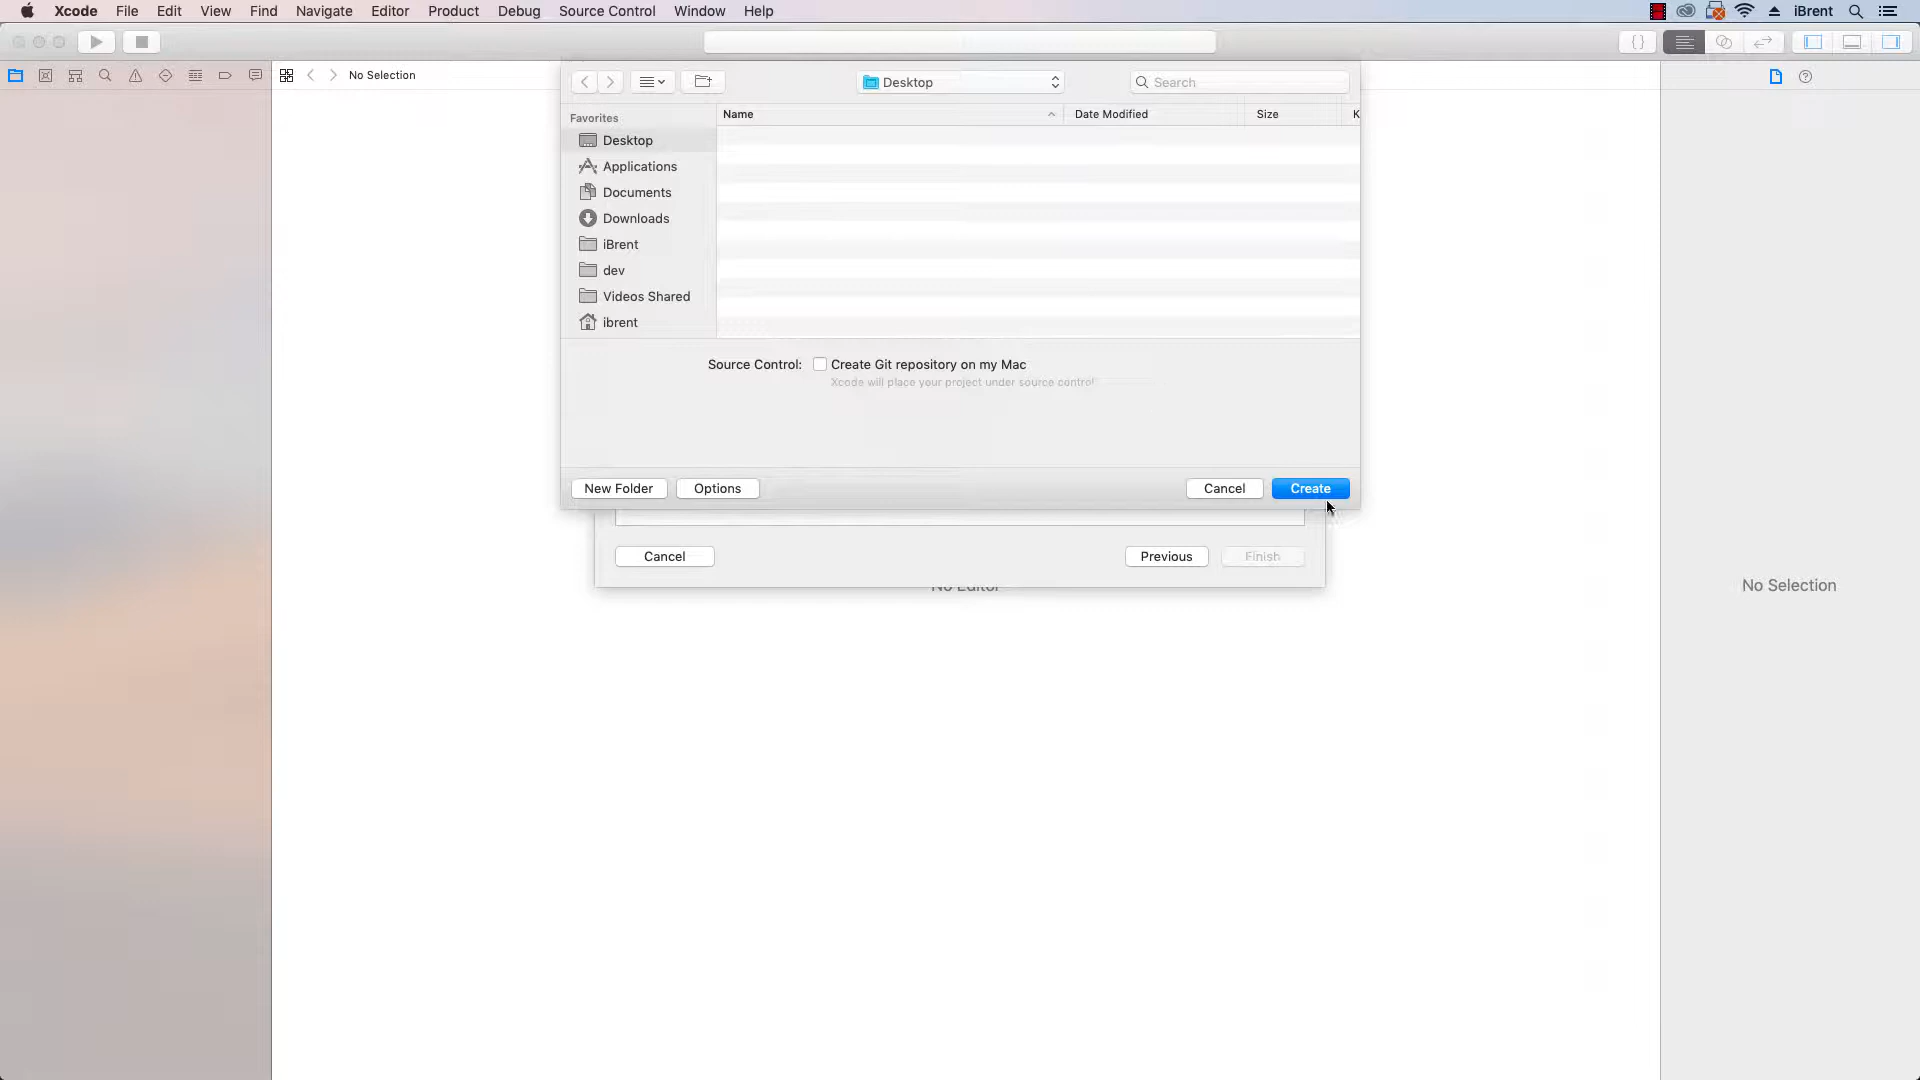 Xcode File Edit View Find Navigate Editor Product Debug Source Control Window Help iBrent
No Selection
Desktop
Search
Favorites
Name Date Modified Size K
Desktop
Applications
Documents
Downloads
iBrent
dev
Videos Shared
ibrent
Source Control: Create Git repository on my Mac
Xcode will place your project under source control
New Folder Options Cancel Create
Cancel Previous Finish
No Editor
No Selection